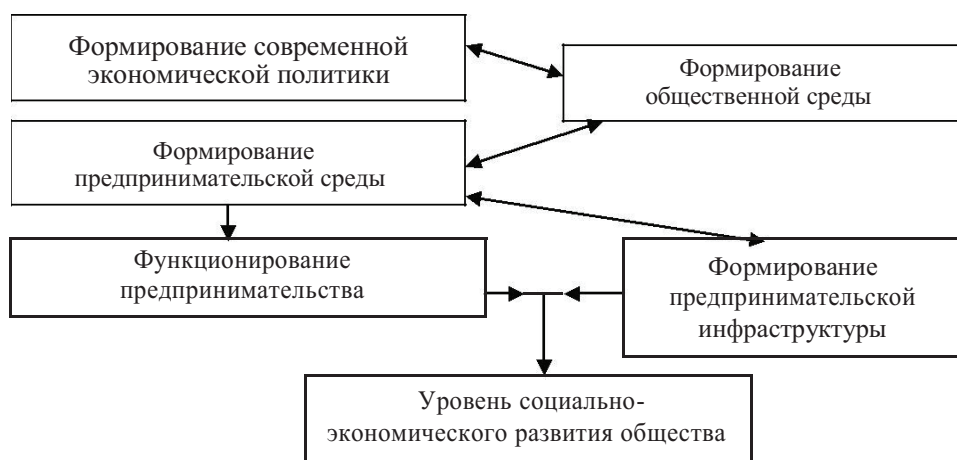 Формирование современной
экономической политики
Формирование
общественной среды
Формирование
предпринимательской среды
Функционирование
предпринимательства
Формирование
предпринимательской
инфраструктуры
Уровень социально-
экономического развития общества